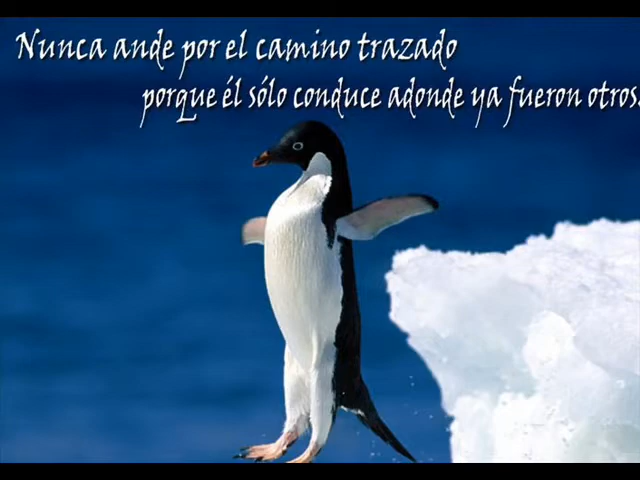 Nunca ande por el camino trazado
porque él sólo conduce adonde ya fueron otros.